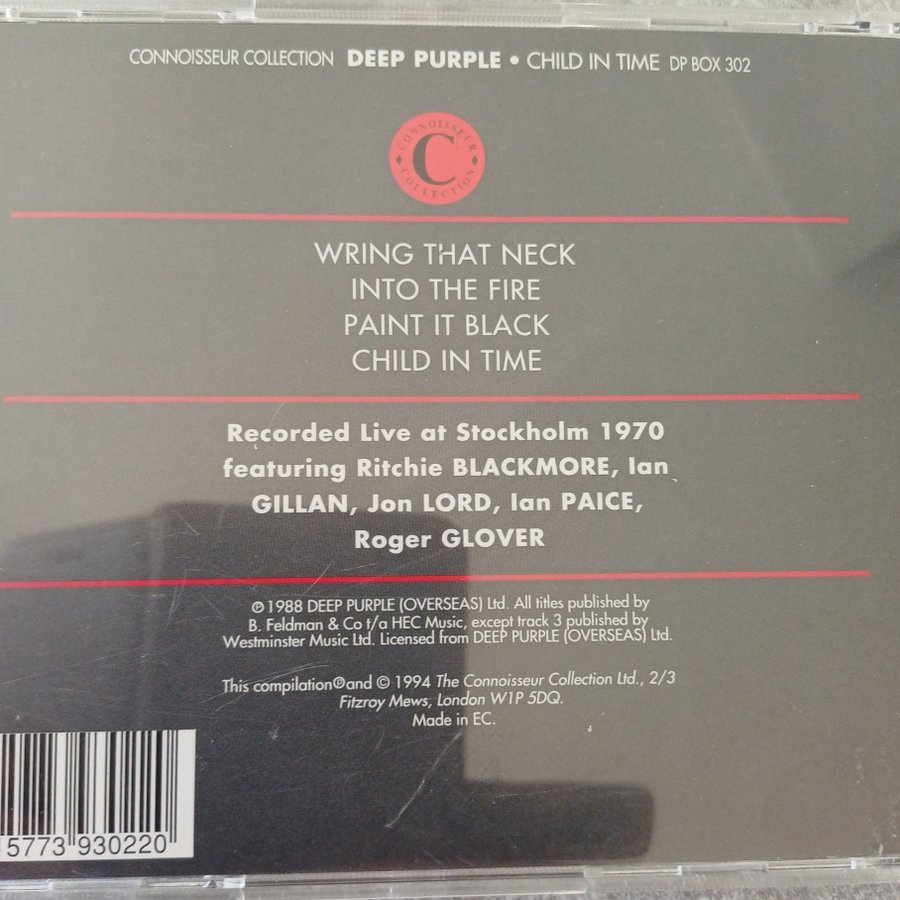 CONNOISSEUR COLLECTION DEEP PURPLE • CHILD IN TIME DP BOX 302
CONNOISSEUR
C
COLLECTION
WRING THAT NECK
INTO THE FIRE
PAINT IT BLACK
CHILD IN TIME
Recorded Live at Stockholm 1970
featuring Ritchie BLACKMORE, Ian
GILLAN, Jon LORD, Ian PAICE,
Roger GLOVER
℗ 1988 DEEP PURPLE (OVERSEAS) Ltd. All titles published by
B. Feldman & Co t/a HEC Music, except track 3 published by
Westminster Music Ltd. Licensed from DEEP PURPLE (OVERSEAS) Ltd.
This compilation ℗ and © 1994 The Connoisseur Collection Ltd., 2/3
Fitzroy Mews, London W1P 5DQ.
Made in EC.
15773 930220